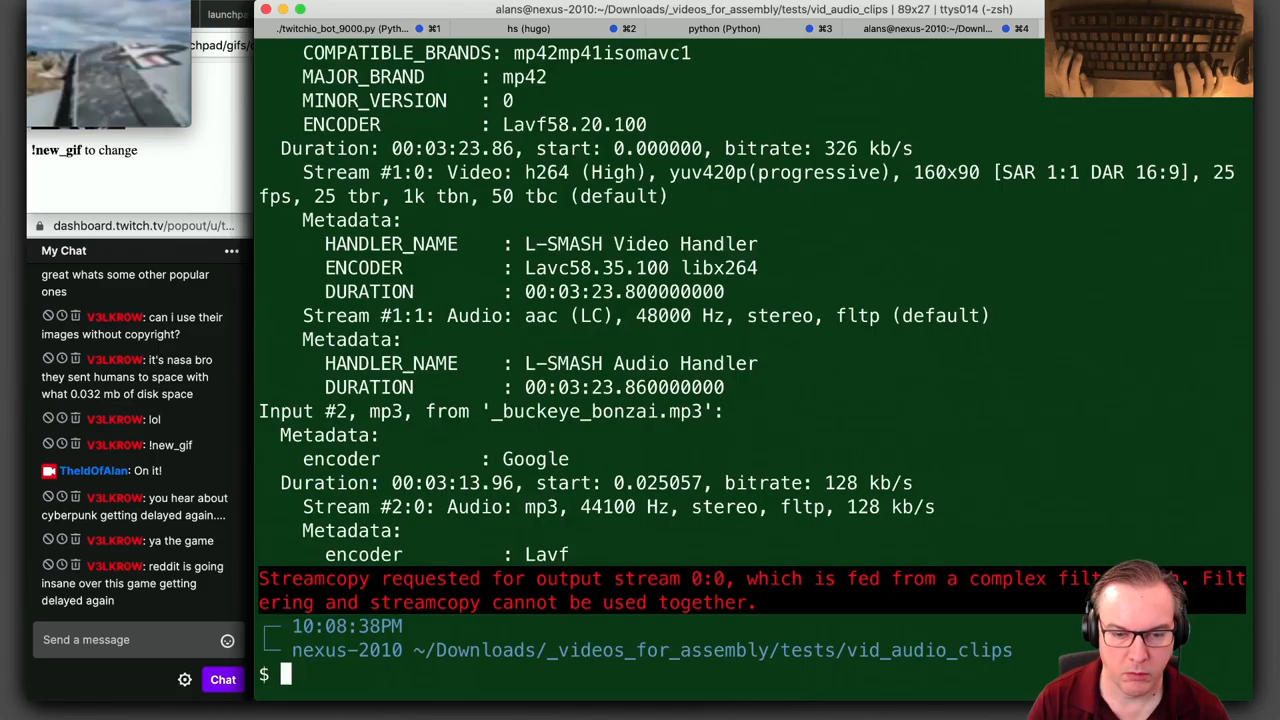 launchpa
chpad/gifs/
!new_gif to change
dashboard.twitch.tv/popout/u/t...
My Chat
great whats some other popular
ones
V3LKR0W: can i use their
images without copyright?
V3LKR0W: it's nasa bro
they sent humans to space with
what 0.032 mb of disk space
V3LKR0W: lol
V3LKR0W: !new_gif
TheIdOfAlan: On it!
V3LKR0W: you hear about
cyberpunk getting delayed again....
V3LKR0W: ya the game
V3LKR0W: reddit is going
insane over this game getting
delayed again
Send a message
Chat
alans@nexus-2010:~/Downloads/_videos_for_assembly/tests/vid_audio_clips | 89x27 | ttys014 (-zsh)
./twitchio_bot_9000.py (Pyth... ⌘1
hs (hugo) ⌘2
python (Python) ⌘3
alans@nexus-2010:~/Downl... ⌘4
COMPATIBLE_BRANDS: mp42mp41isomavc1
MAJOR_BRAND : mp42
MINOR_VERSION : 0
ENCODER : Lavf58.20.100
Duration: 00:03:23.86, start: 0.000000, bitrate: 326 kb/s
Stream #1:0: Video: h264 (High), yuv420p(progressive), 160x90 [SAR 1:1 DAR 16:9], 25
fps, 25 tbr, 1k tbn, 50 tbc (default)
Metadata:
HANDLER_NAME : L-SMASH Video Handler
ENCODER : Lavc58.35.100 libx264
DURATION : 00:03:23.800000000
Stream #1:1: Audio: aac (LC), 48000 Hz, stereo, fltp (default)
Metadata:
HANDLER_NAME : L-SMASH Audio Handler
DURATION : 00:03:23.860000000
Input #2, mp3, from '_buckeye_bonzai.mp3':
Metadata:
encoder : Google
Duration: 00:03:13.96, start: 0.025057, bitrate: 128 kb/s
Stream #2:0: Audio: mp3, 44100 Hz, stereo, fltp, 128 kb/s
Metadata:
encoder : Lavf
Streamcopy requested for output stream 0:0, which is fed from a complex filt h. Filt
ering and streamcopy cannot be used together.
10:08:38PM
nexus-2010 ~/Downloads/_videos_for_assembly/tests/vid_audio_clips
$